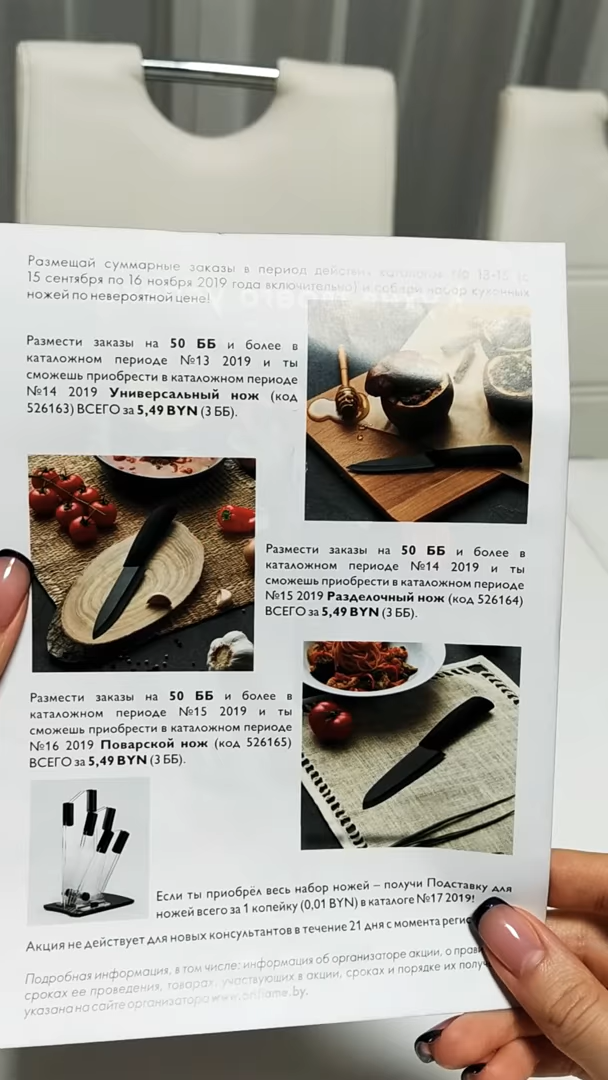 Размещай суммарные заказы в период действия каталогов № 13-15 (с
15 сентября по 16 ноября 2019 года включительно) и собери набор кухонных
ножей по невероятной цене!
Размести заказы на 50 ББ и более в
каталожном периоде №13 2019 и ты
сможешь приобрести в каталожном периоде
№14 2019 Универсальный нож (код
526163) ВСЕГО за 5,49 BYN (3 ББ).
Размести заказы на 50 ББ и более в
каталожном периоде №14 2019 и ты
сможешь приобрести в каталожном периоде
№15 2019 Разделочный нож (код 526164)
ВСЕГО за 5,49 BYN (3 ББ).
Размести заказы на 50 ББ и более в
каталожном периоде №15 2019 и ты
сможешь приобрести в каталожном периоде
№16 2019 Поварской нож (код 526165)
ВСЕГО за 5,49 BYN (3 ББ).
Если ты приобрёл весь набор ножей – получи Подставку для
ножей всего за 1 копейку (0,01 BYN) в каталоге №17 2019!
Акция не действует для новых консультантов в течение 21 дня с момента
Подробная информация, в том числе: информация об организаторе акции, о
сроках ее проведения, товарах, участвующих в акции, сроках и порядке их
указана на сайте организатора www.oriflame.by.